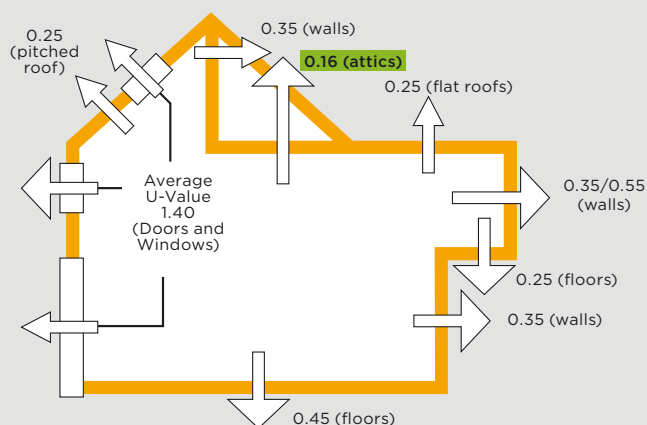 0.25
(pitched
roof)
0.35 (walls)
0.16 (attics)
0.25 (flat roofs)
Average
U-Value
1.40
(Doors and
Windows)
0.35/0.55
(walls)
0.25 (floors)
0.35 (walls)
0.45 (floors)